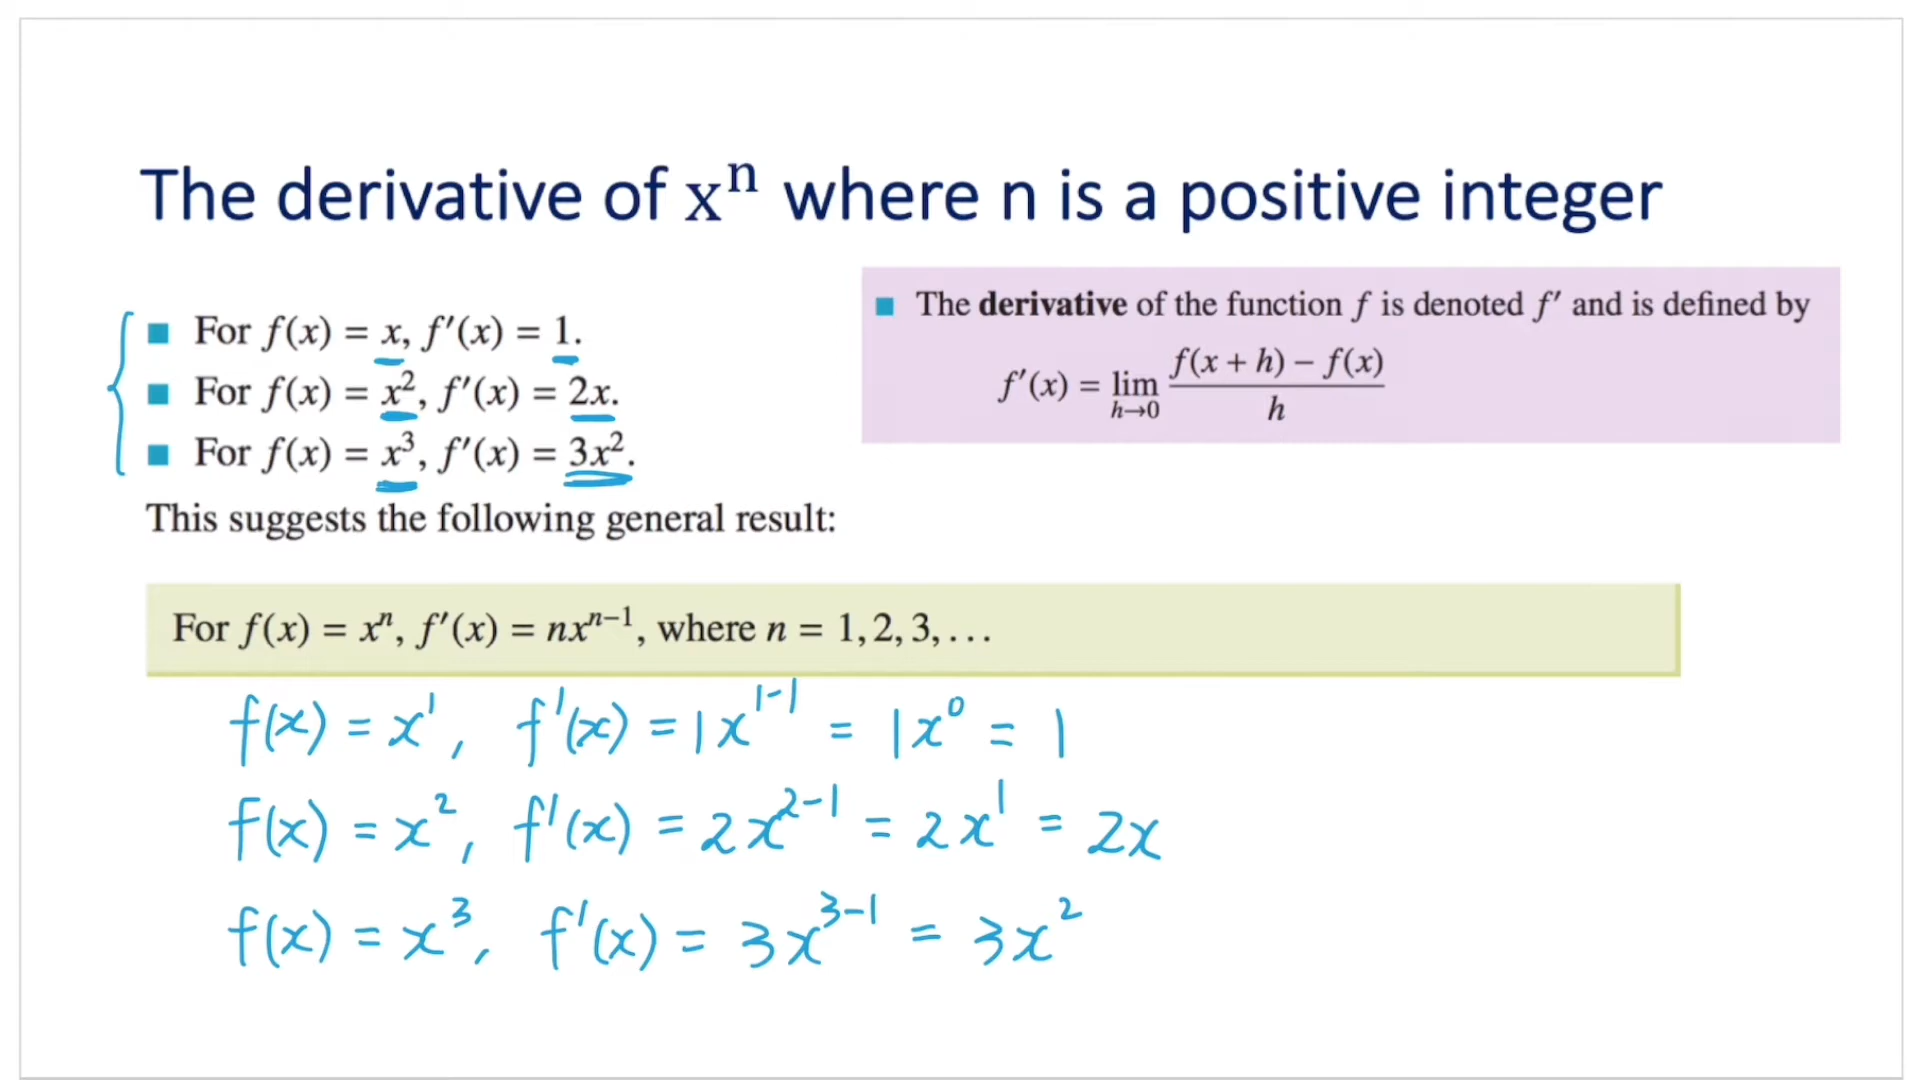 The derivative of xⁿ where n is a positive integer
■ For f(x) = x, f′(x) = 1.
■ For f(x) = x², f′(x) = 2x.
■ For f(x) = x³, f′(x) = 3x².
This suggests the following general result:
■ The derivative of the function f is denoted f′ and is defined by
f′(x) = lim h→0 f(x + h) − f(x) / h
For f(x) = xⁿ, f′(x) = nxⁿ⁻¹, where n = 1, 2, 3, . . .
f(x) = x¹, f′(x) = 1x¹⁻¹ = 1x⁰ = 1
f(x) = x², f′(x) = 2x²⁻¹ = 2x¹ = 2x
f(x) = x³, f′(x) = 3x³⁻¹ = 3x²